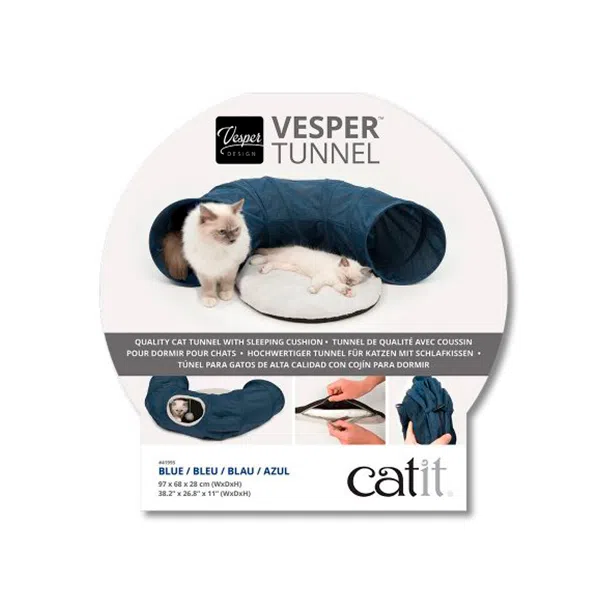 Vesper
DESIGN
VESPER™
TUNNEL
QUALITY CAT TUNNEL WITH SLEEPING CUSHION • TUNNEL DE QUALITÉ AVEC COUSSIN
POUR DORMIR POUR CHATS • HOCHWERTIGER TUNNEL FÜR KATZEN MIT SCHLAFKISSEN •
TÚNEL PARA GATOS DE ALTA CALIDAD CON COJÍN PARA DORMIR
#41995
BLUE / BLEU / BLAU / AZUL
97 x 68 x 28 cm (WxDxH)
38.2" x 26.8" x 11" (WxDxH)
catit®